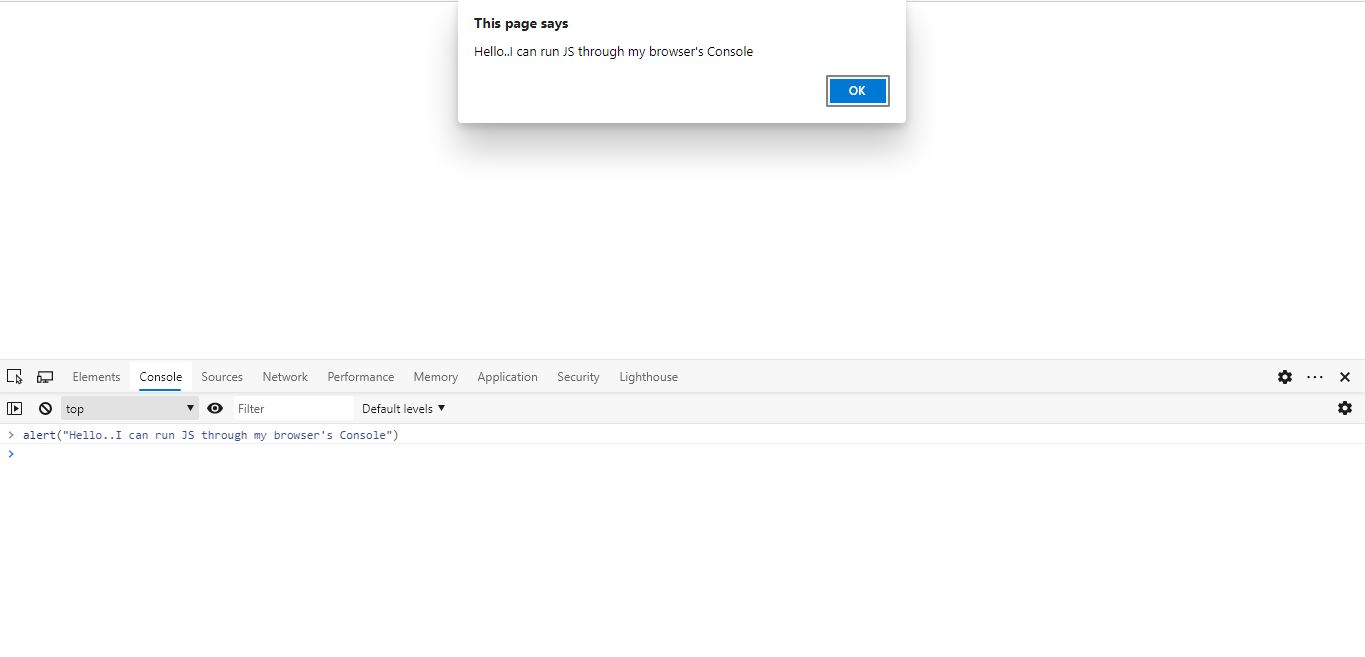 This page says
Hello..I can run JS through my browser's Console
OK
Elements Console Sources Network Performance Memory Application Security Lighthouse
top Filter Default levels
alert("Hello..I can run JS through my browser's Console")